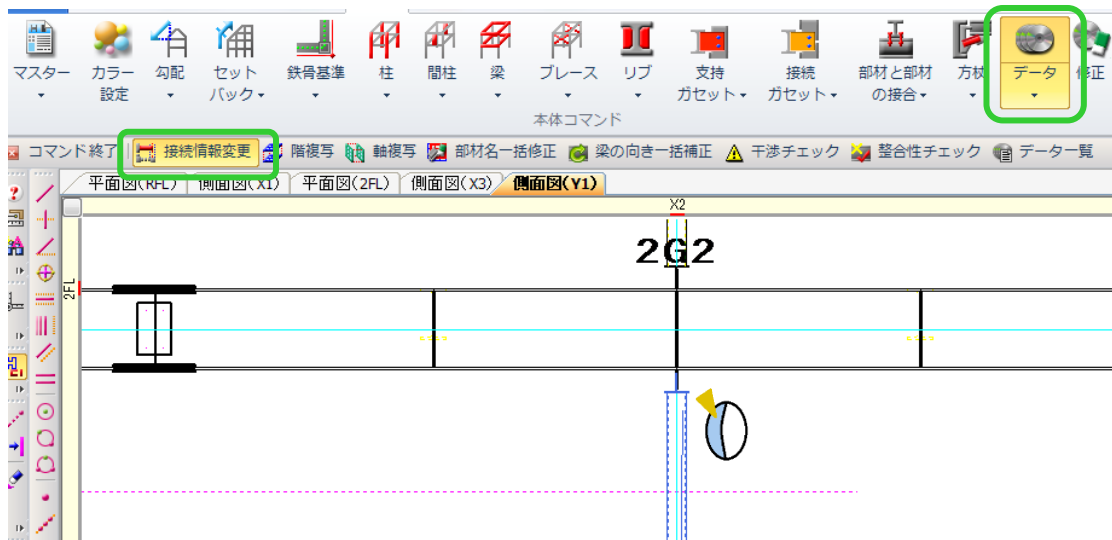 マスター カラー 設定 勾配 セット バック 鉄骨基準 柱 間柱 梁 ブレース リブ 支持 ガセット 接続 ガセット 部材と部材 の接合 方杖 データ 修正
本体コマンド
コマンド終了 接続情報変更 階複写 軸複写 部材名一括修正 梁の向き一括補正 干渉チェック 整合性チェック データ一覧
平面図(RFL) 側面図(X1) 平面図(2FL) 側面図(X3) 側面図(Y1)
X2
2G2
2FL